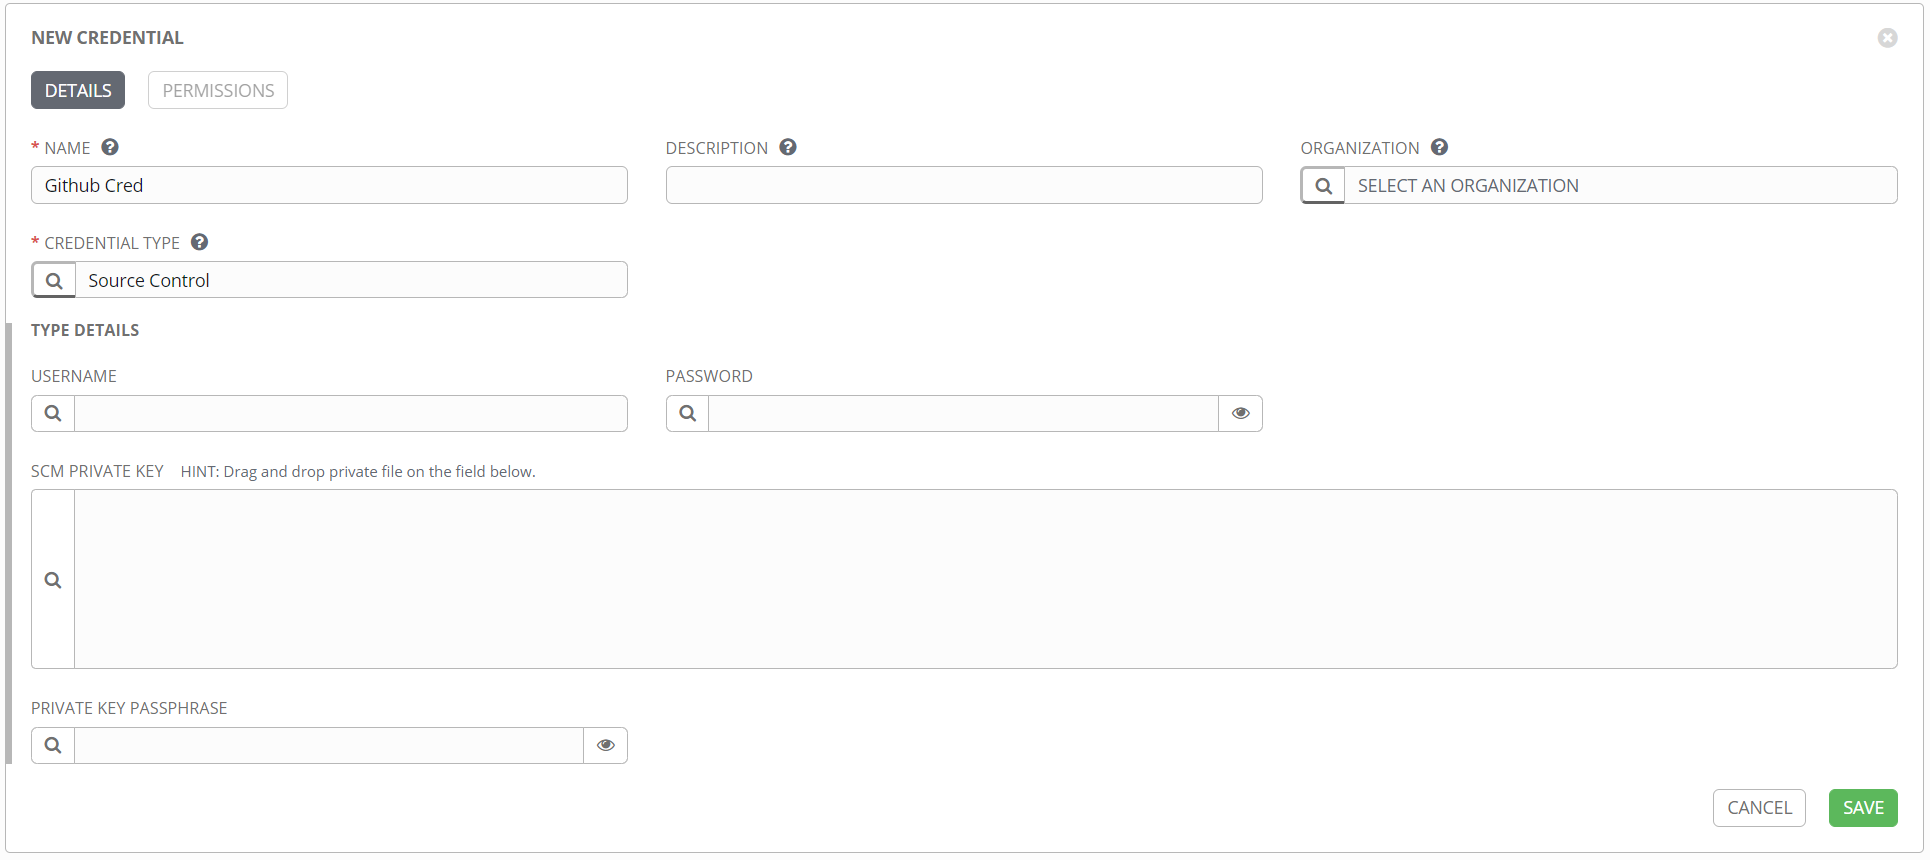 NEW CREDENTIAL
DETAILS
PERMISSIONS
* NAME
DESCRIPTION
ORGANIZATION
Github Cred
SELECT AN ORGANIZATION
* CREDENTIAL TYPE
Source Control
TYPE DETAILS
USERNAME
PASSWORD
SCM PRIVATE KEY HINT: Drag and drop private file on the field below.
PRIVATE KEY PASSPHRASE
CANCEL
SAVE